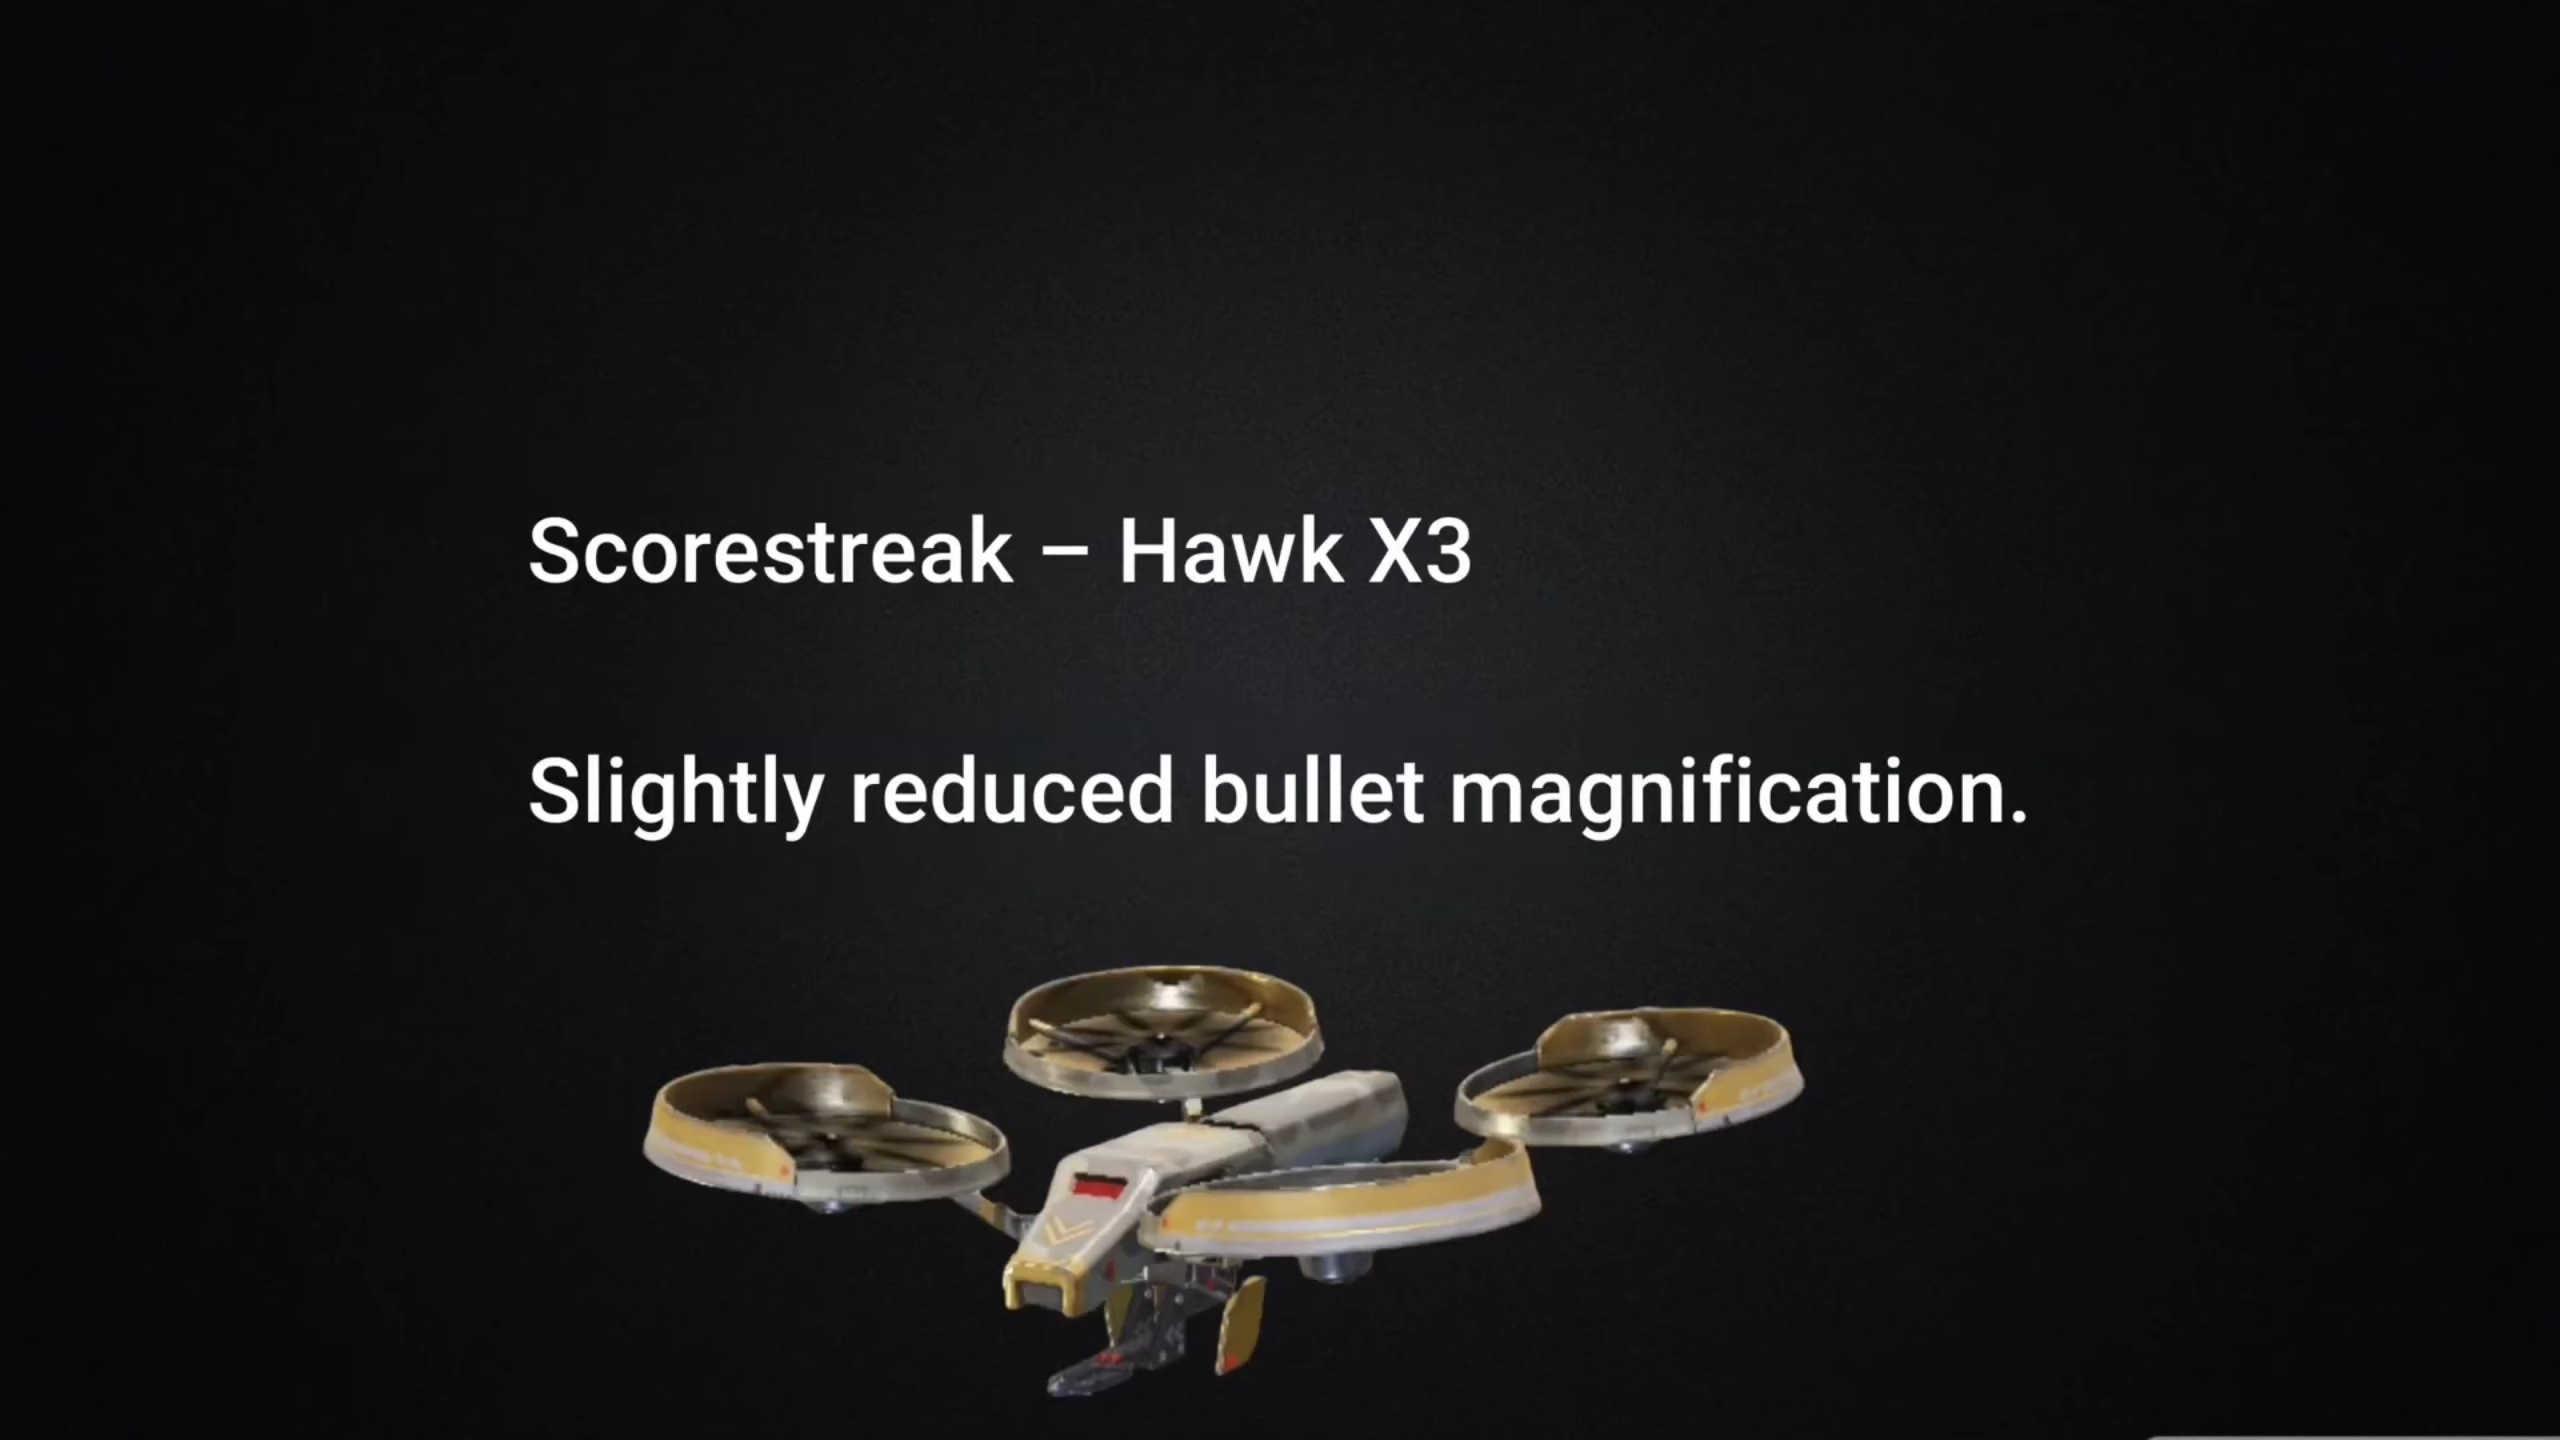 Scorestreak – Hawk X3
Slightly reduced bullet magnification.